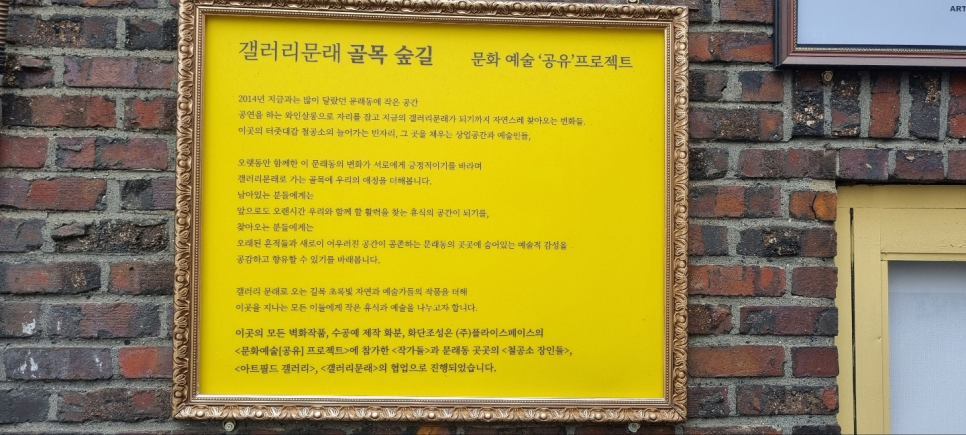 ART
갤러리문래 골목 숲길 문화 예술 '공유'프로젝트
2014년 지금과는 많이 달랐던 문래동에 작은 공간
공연을 하는 와인살롱으로 자리를 잡고 지금의 갤러리문래가 되기까지 자연스레 찾아오는 변화들,
이곳의 터줏대감 철공소의 늘어가는 빈자리, 그 곳을 채우는 상업공간과 예술인들,
오랫동안 함께한 이 문래동의 변화가 서로에게 긍정적이기를 바라며
갤러리문래로 가는 골목에 우리의 애정을 더해봅니다.
남아있는 분들에게는
앞으로도 오랜시간 우리와 함께 할 활력을 찾는 휴식의 공간이 되기를,
찾아오는 분들에게는
오래된 흔적들과 새로이 어우러진 공간이 공존하는 문래동의 곳곳에 숨어있는 예술적 감성을
공감하고 향유할 수 있기를 바래봅니다.
갤러리 문래로 오는 길목 초록빛 자연과 예술가들의 작품을 더해
이곳을 지나는 모든 이들에게 작은 휴식과 예술을 나누고자 합니다.
이곳의 모든 벽화작품, 수공예 제작 화분, 화단조성은 (주)플라이스페이스의
<문화예술[공유] 프로젝트>에 참가한 <작가들>과 문래동 곳곳의 <철공소 장인들>,
<아트필드 갤러리>, <갤러리문래>의 협업으로 진행되었습니다.